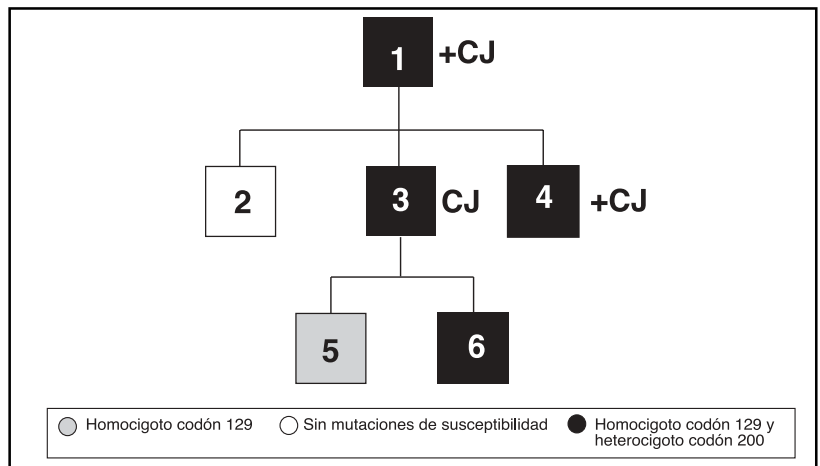 1 +CJ
2 3 CJ 4 +CJ
5 6
Homocigoto codón 129 Sin mutaciones de susceptibilidad Homocigoto codón 129 y
heterocigoto codón 200